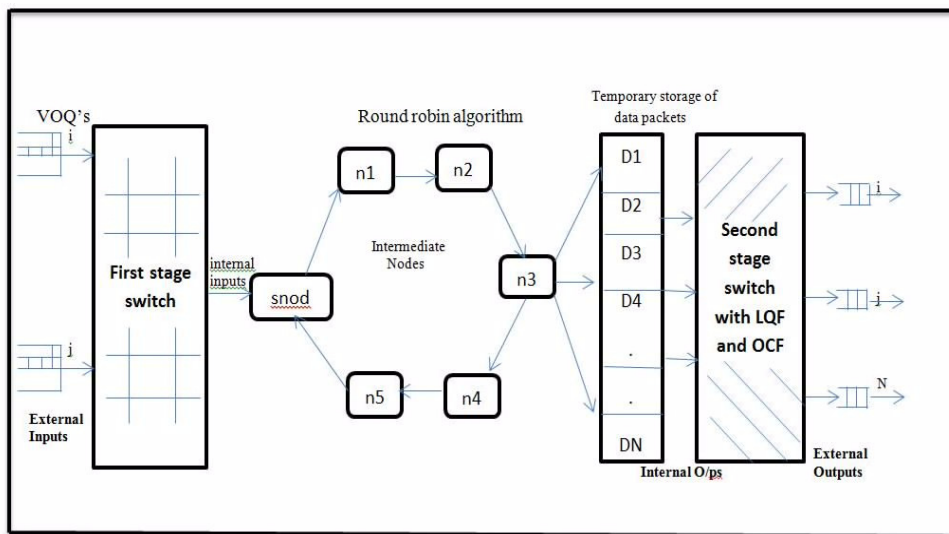 VOQ's
i
j
External
Inputs
First stage
switch
internal
inputs
snod
Round robin algorithm
n1
n2
Intermediate
Nodes
n3
n4
n5
Temporary storage of
data packets
D1
D2
D3
D4
.
.
DN
Internal O/ps
Second
stage
switch
with LQF
and OCF
i
j
N
External
Outputs